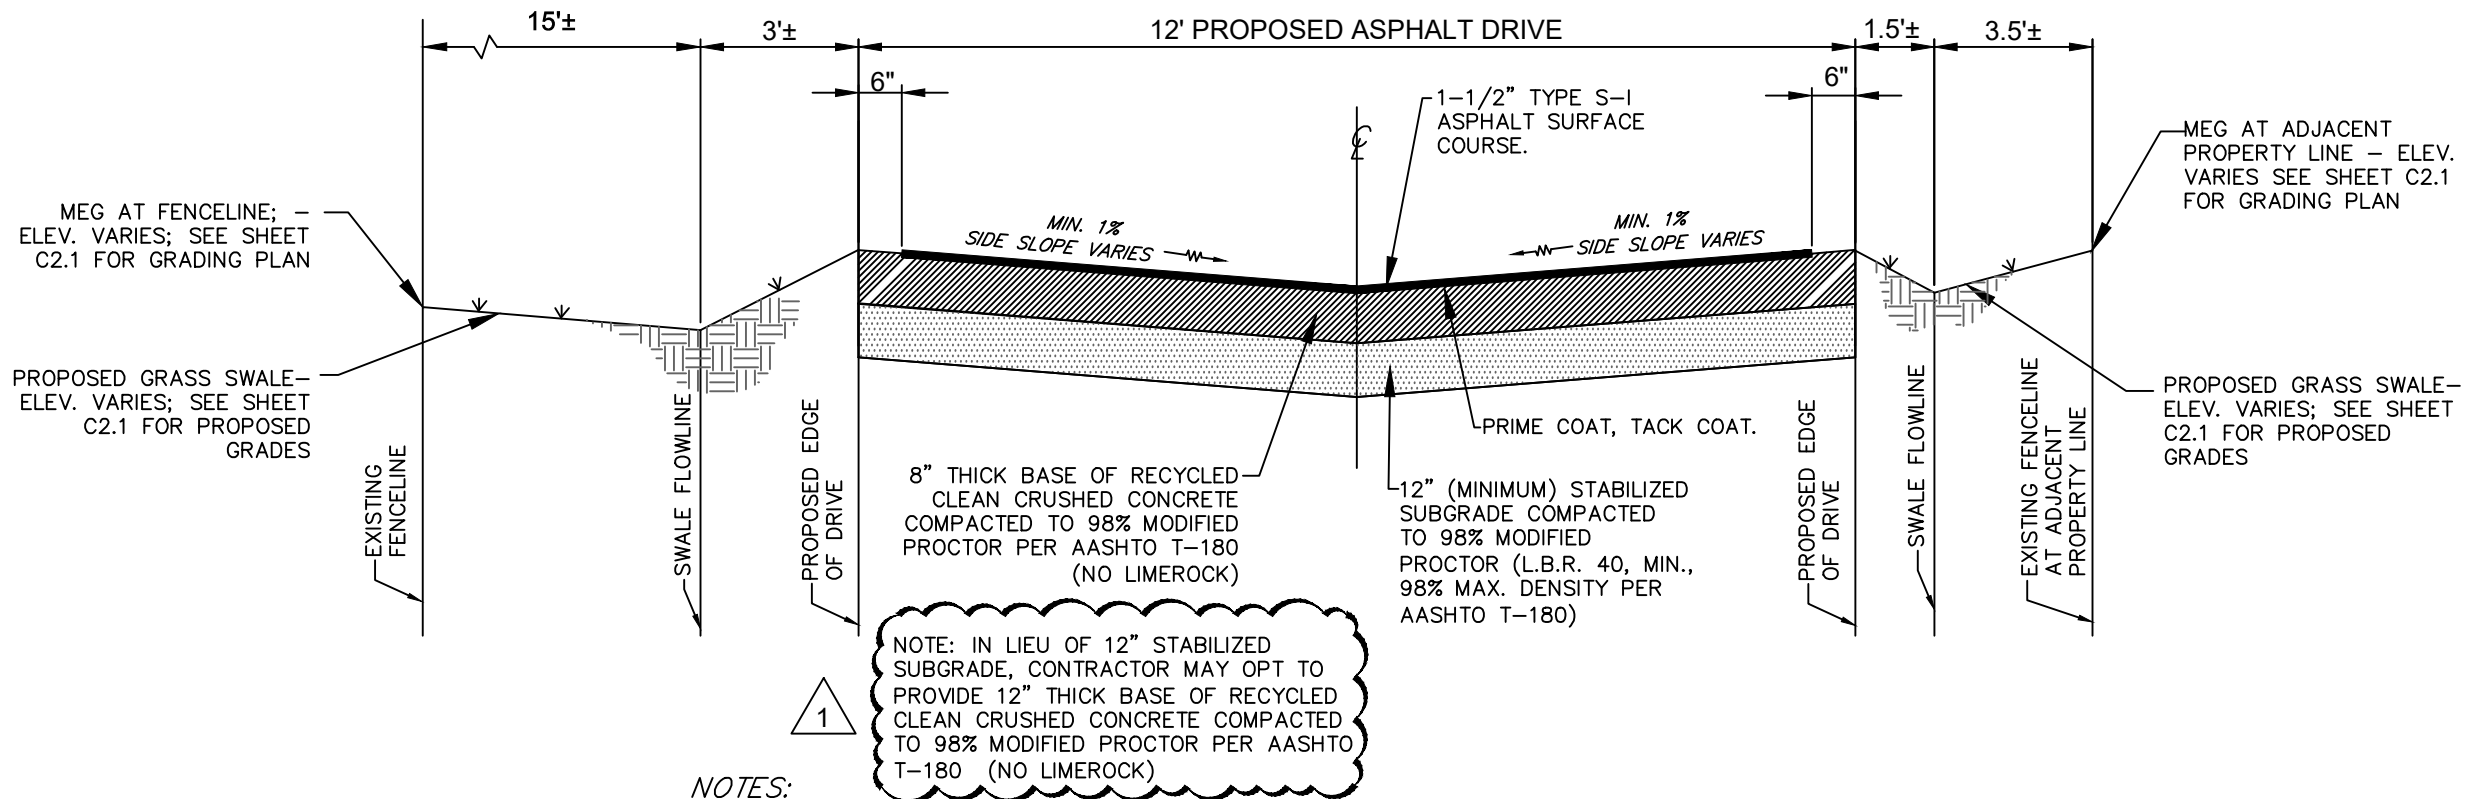 15'±
3'±
12' PROPOSED ASPHALT DRIVE
1.5'±
3.5'±
6"
6"
1-1/2" TYPE S-I
ASPHALT SURFACE
COURSE.
MEG AT ADJACENT
PROPERTY LINE – ELEV.
VARIES SEE SHEET C2.1
FOR GRADING PLAN
MEG AT FENCELINE; –
ELEV. VARIES; SEE SHEET
C2.1 FOR GRADING PLAN
MIN. 1%
SIDE SLOPE VARIES
MIN. 1%
SIDE SLOPE VARIES
PROPOSED GRASS SWALE–
ELEV. VARIES; SEE SHEET
C2.1 FOR PROPOSED
GRADES
PROPOSED GRASS SWALE–
ELEV. VARIES; SEE SHEET
C2.1 FOR PROPOSED
GRADES
PRIME COAT, TACK COAT.
EXISTING
FENCELINE
SWALE FLOWLINE
PROPOSED EDGE
OF DRIVE
8" THICK BASE OF RECYCLED
CLEAN CRUSHED CONCRETE
COMPACTED TO 98% MODIFIED
PROCTOR PER AASHTO T-180
(NO LIMEROCK)
12" (MINIMUM) STABILIZED
SUBGRADE COMPACTED
TO 98% MODIFIED
PROCTOR (L.B.R. 40, MIN.,
98% MAX. DENSITY PER
AASHTO T-180)
PROPOSED EDGE
OF DRIVE
SWALE FLOWLINE
EXISTING FENCELINE
AT ADJACENT
PROPERTY LINE
NOTE: IN LIEU OF 12" STABILIZED
SUBGRADE, CONTRACTOR MAY OPT TO
PROVIDE 12" THICK BASE OF RECYCLED
CLEAN CRUSHED CONCRETE COMPACTED
TO 98% MODIFIED PROCTOR PER AASHTO
T-180 (NO LIMEROCK)
1
NOTES: